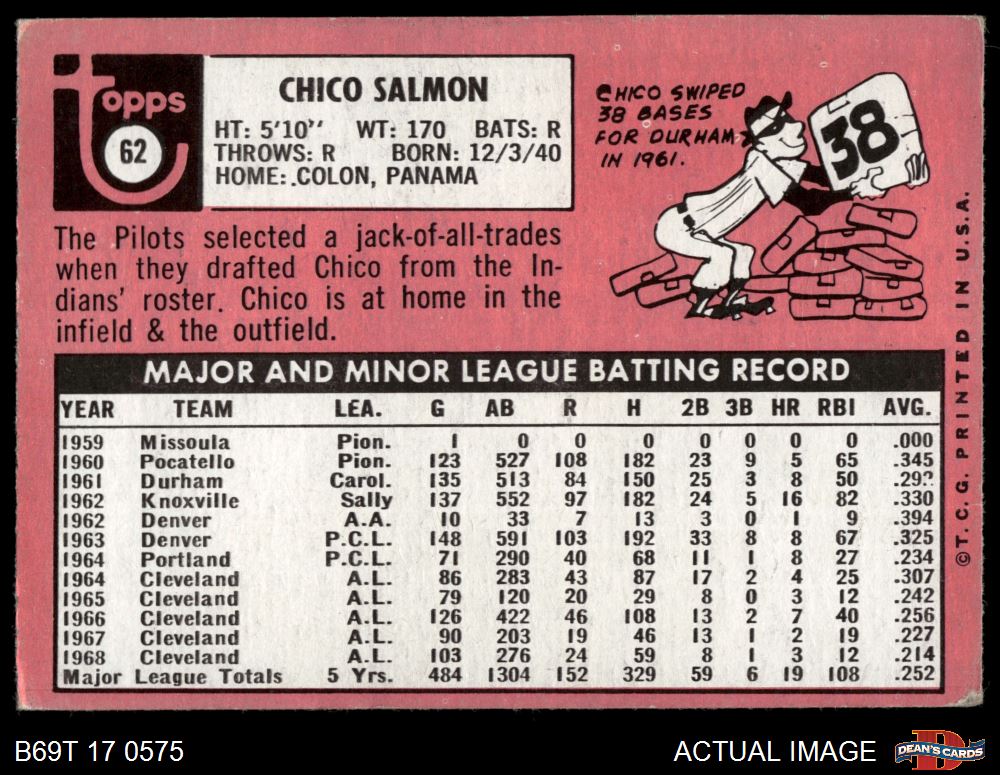 Topps
62
CHICO SALMON
HT: 5'10" WT: 170 BATS: R
THROWS: R BORN: 12/3/40
HOME: .COLON, PANAMA
CHICO SWIPED
38 BASES
FOR DURHAM
IN 1961.
38
The Pilots selected a jack-of-all-trades
when they drafted Chico from the In-
dians' roster. Chico is at home in the
infield & the outfield.
MAJOR AND MINOR LEAGUE BATTING RECORD
YEAR TEAM LEA. G AB R H 2B 3B HR RBI AVG.
1959 Missoula Pion. 1 0 0 0 0 0 0 0 .000
1960 Pocatello Pion. 123 527 108 182 23 9 5 65 .345
1961 Durham Carol. 135 513 84 150 25 3 8 50
1962 Knoxville Sally 137 552 97 182 24 5 16 82 .330
1962 Denver A.A. 10 33 7 13 3 0 1 9 .394
1963 Denver P.C.L. 148 591 103 192 33 8 8 67 .325
1964 Portland P.C.L. 71 290 40 68 11 1 8 27 .234
1964 Cleveland A.L. 86 283 43 87 17 2 4 25 .307
1965 Cleveland A.L. 79 120 20 29 8 0 3 12 .242
1966 Cleveland A.L. 126 422 46 108 13 2 7 40 .256
1967 Cleveland A.L. 90 203 19 46 13 1 2 19 .227
1968 Cleveland A.L. 103 276 24 59 8 1 3 12 .214
Major League Totals 5 Yrs. 484 1304 152 329 59 6 19 108 .252
©T.C.G. PRINTED IN U.S.A.
B69T 17 0575
ACTUAL IMAGE
DEAN'S CARDS